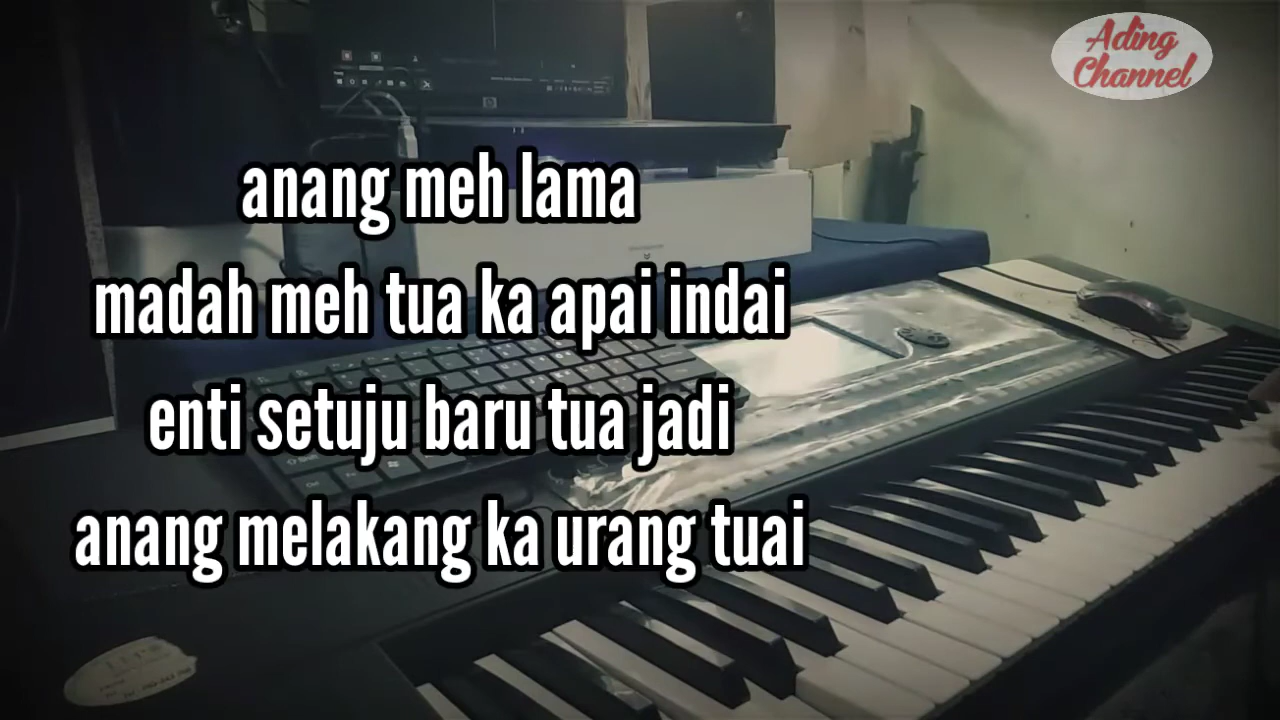 Ading
Channel
anang meh lama
madah meh tua ka apai indai
enti setuju baru tua jadi
anang melakang ka urang tuai